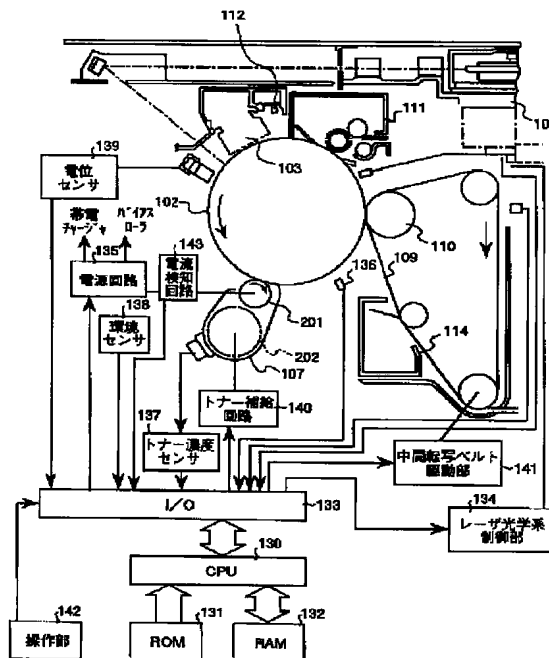 112
10
111
139
電位
センサ
103
102
帯電
チャージャ
バイアス
ローラ
143
135
電流
検知
回路
電源回路
110
136
109
138
環境
センサ
201
114
202
107
トナー補給
回路
140
137
トナー濃度
センサ
中間転写ベルト
駆動部
141
I/O
133
134
レーザ光学系
制御部
130
CPU
142
操作部
131
ROM
132
RAM